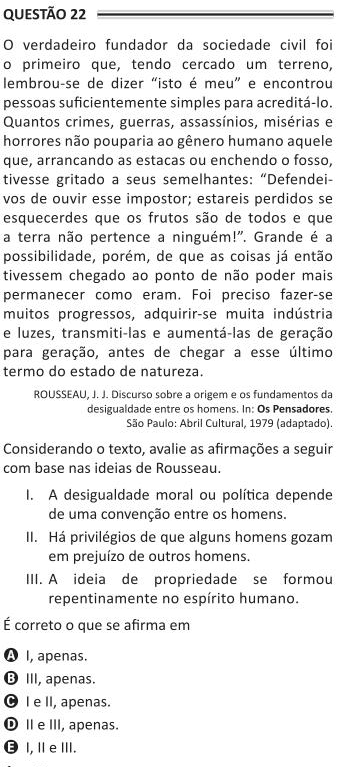 QUESTÃO 22
O verdadeiro fundador da sociedade civil foi
o primeiro que, tendo cercado um terreno,
lembrou-se de dizer “isto é meu” e encontrou
pessoas suficientemente simples para acreditá-lo.
Quantos crimes, guerras, assassínios, misérias e
horrores não pouparia ao gênero humano aquele
que, arrancando as estacas ou enchendo o fosso,
tivesse gritado a seus semelhantes: “Defendei-
vos de ouvir esse impostor; estareis perdidos se
esquecerdes que os frutos são de todos e que
a terra não pertence a ninguém!”. Grande é a
possibilidade, porém, de que as coisas já então
tivessem chegado ao ponto de não poder mais
permanecer como eram. Foi preciso fazer-se
muitos progressos, adquirir-se muita indústria
e luzes, transmiti-las e aumentá-las de geração
para geração, antes de chegar a esse último
termo do estado de natureza.
ROUSSEAU, J. J. Discurso sobre a origem e os fundamentos da
desigualdade entre os homens. In: Os Pensadores.
São Paulo: Abril Cultural, 1979 (adaptado).
Considerando o texto, avalie as afirmações a seguir
com base nas ideias de Rousseau.
I. A desigualdade moral ou política depende
de uma convenção entre os homens.
II. Há privilégios de que alguns homens gozam
em prejuízo de outros homens.
III. A ideia de propriedade se formou
repentinamente no espírito humano.
É correto o que se afirma em
A I, apenas.
B III, apenas.
C I e II, apenas.
D II e III, apenas.
E I, II e III.